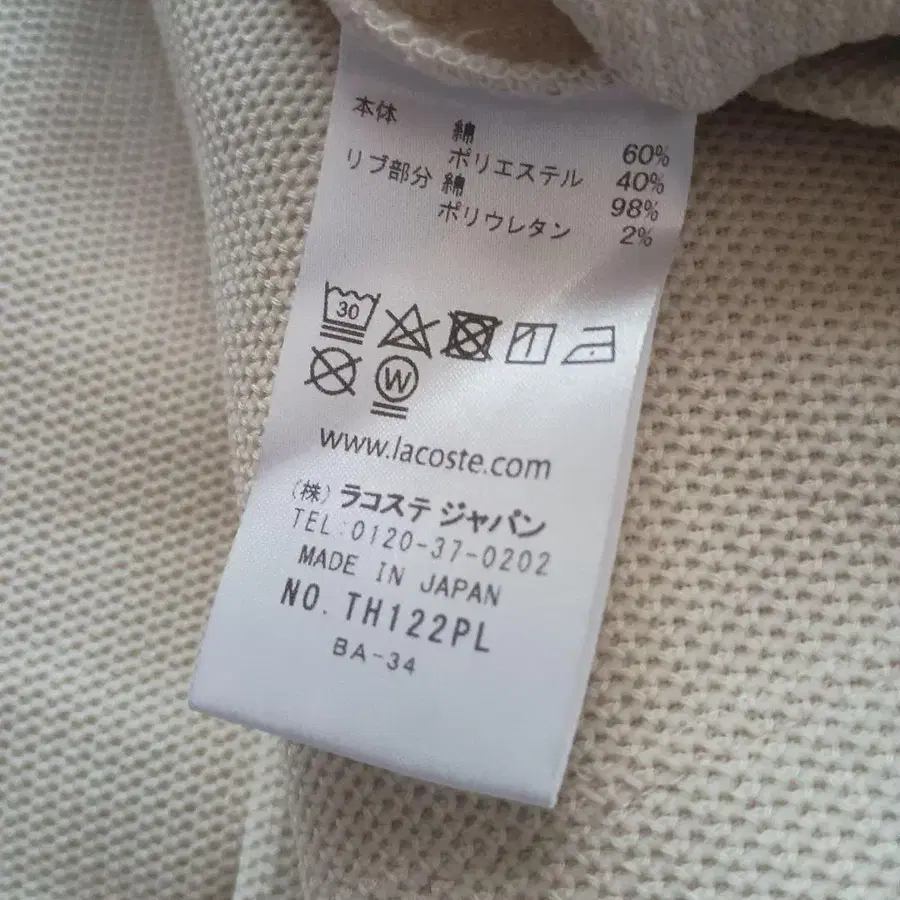 本体 綿 60%
ポリエステル 40%
リブ部分 綿 98%
ポリウレタン 2%
30
W
www.lacoste.com
(株) ラコステ ジャパン
TEL:0120-37-0202
MADE IN JAPAN
NO. TH122PL
BA-34